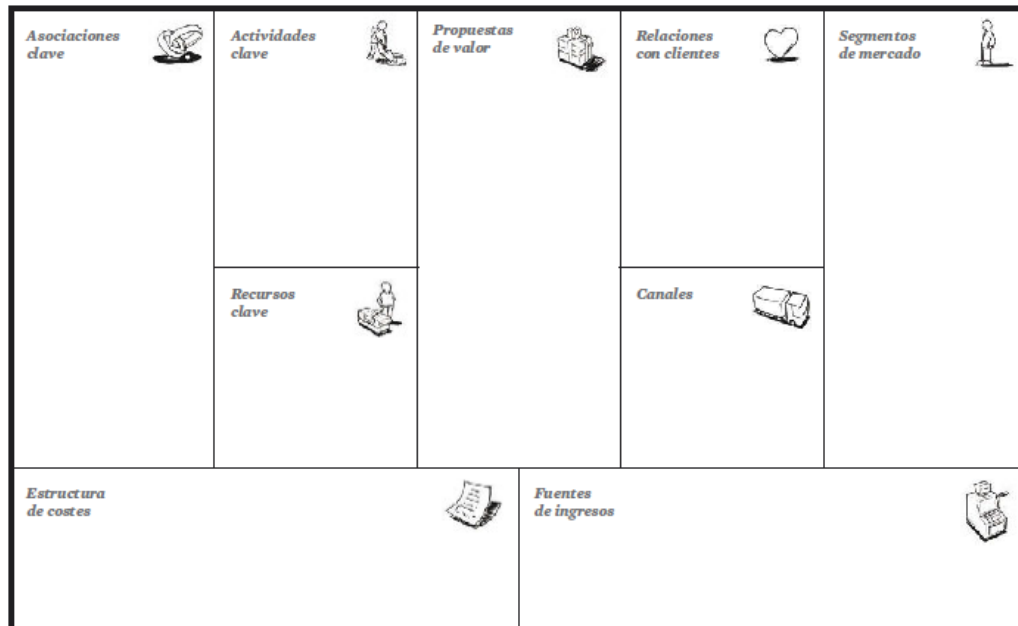 Asociaciones
clave
Actividades
clave
Propuestas
de valor
Relaciones
con clientes
Segmentos
de mercado
Recursos
clave
Canales
Estructura
de costes
Fuentes
de ingresos